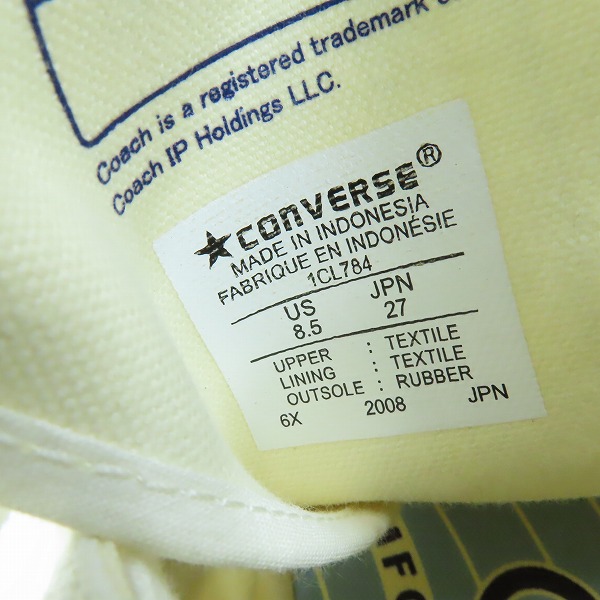 Coach is a registered trademark
Coach IP Holdings LLC.
★CONVERSE®
MADE IN INDONESIA
FABRIQUE EN INDONÉSIE
1CL784
US JPN
8.5 27
UPPER : TEXTILE
LINING : TEXTILE
OUTSOLE : RUBBER
6X 2008 JPN